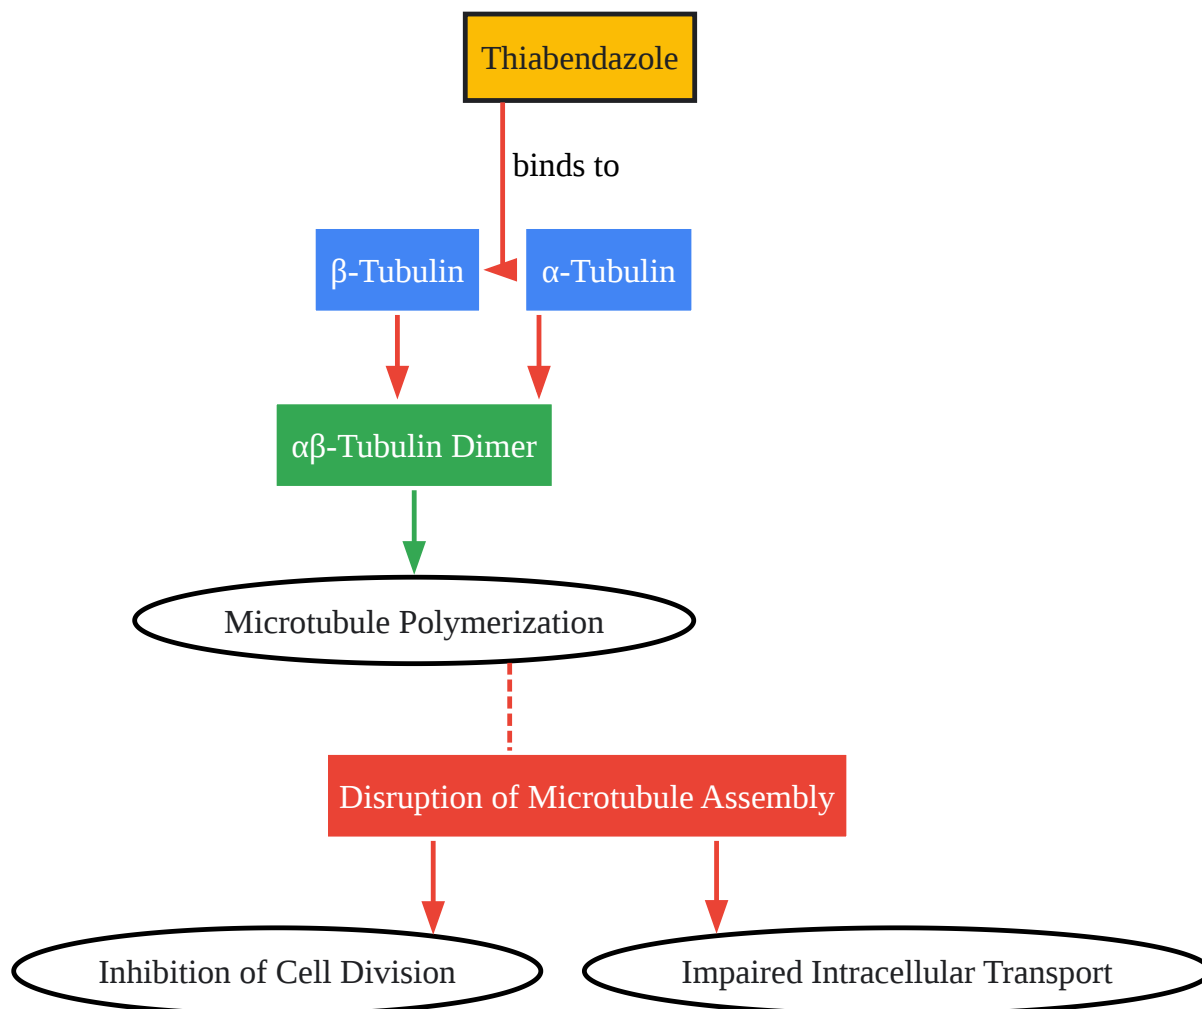 Thiabendazole
binds to
β-Tubulin
α-Tubulin
αβ-Tubulin Dimer
Microtubule Polymerization
Disruption of Microtubule Assembly
Inhibition of Cell Division
Impaired Intracellular Transport